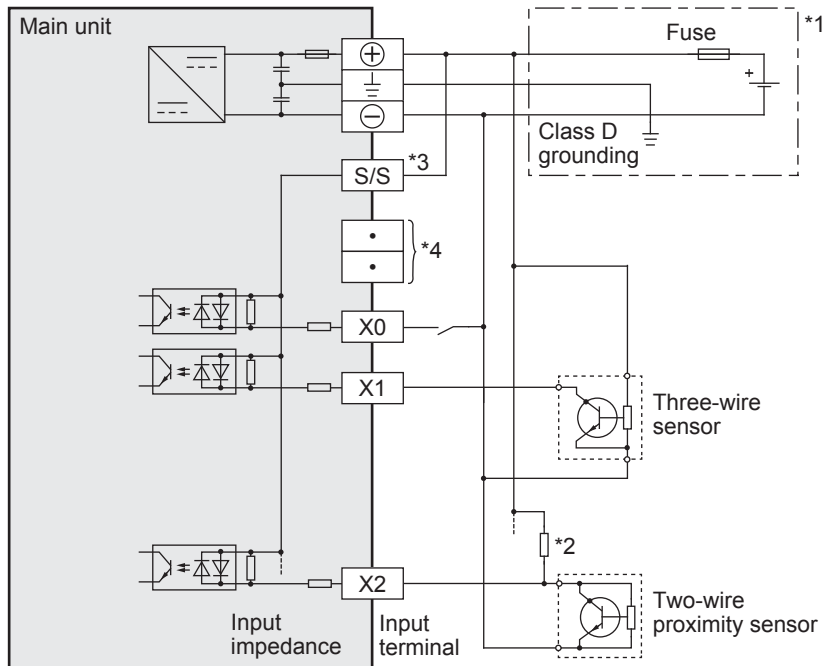 Main unit
Fuse
*1
+
Class D
grounding
S/S
*3
*4
X0
X1
Three-wire
sensor
*2
X2
Two-wire
proximity sensor
Input
impedance
Input
terminal